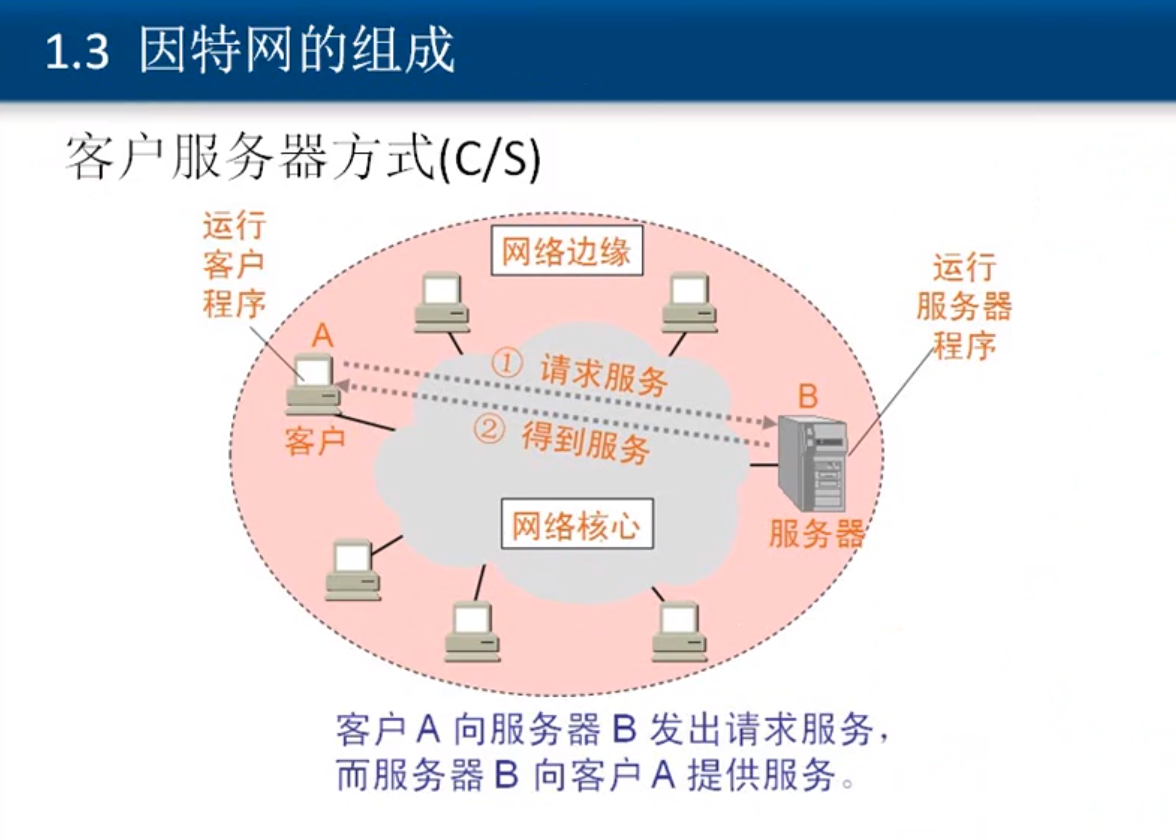 1.3 因特网的组成
客户服务器方式(C/S)
运行
客户
程序
网络边缘
运行
服务器
程序
A
① 请求服务
B
② 得到服务
客户
网络核心
服务器
客户 A 向服务器 B 发出请求服务，
而服务器 B 向客户 A 提供服务。